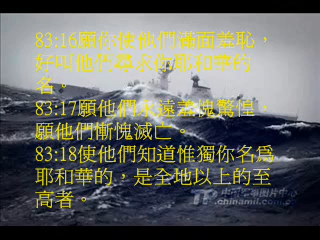 83:16願你使他們滿面羞恥，
好叫他們尋求你耶和華的
名。
83:17願他們永遠羞愧驚惶，
願他們慚愧滅亡。
83:18使他們知道惟獨你名為
耶和華的，是全地以上的至
高者。
chinamil.com.cn